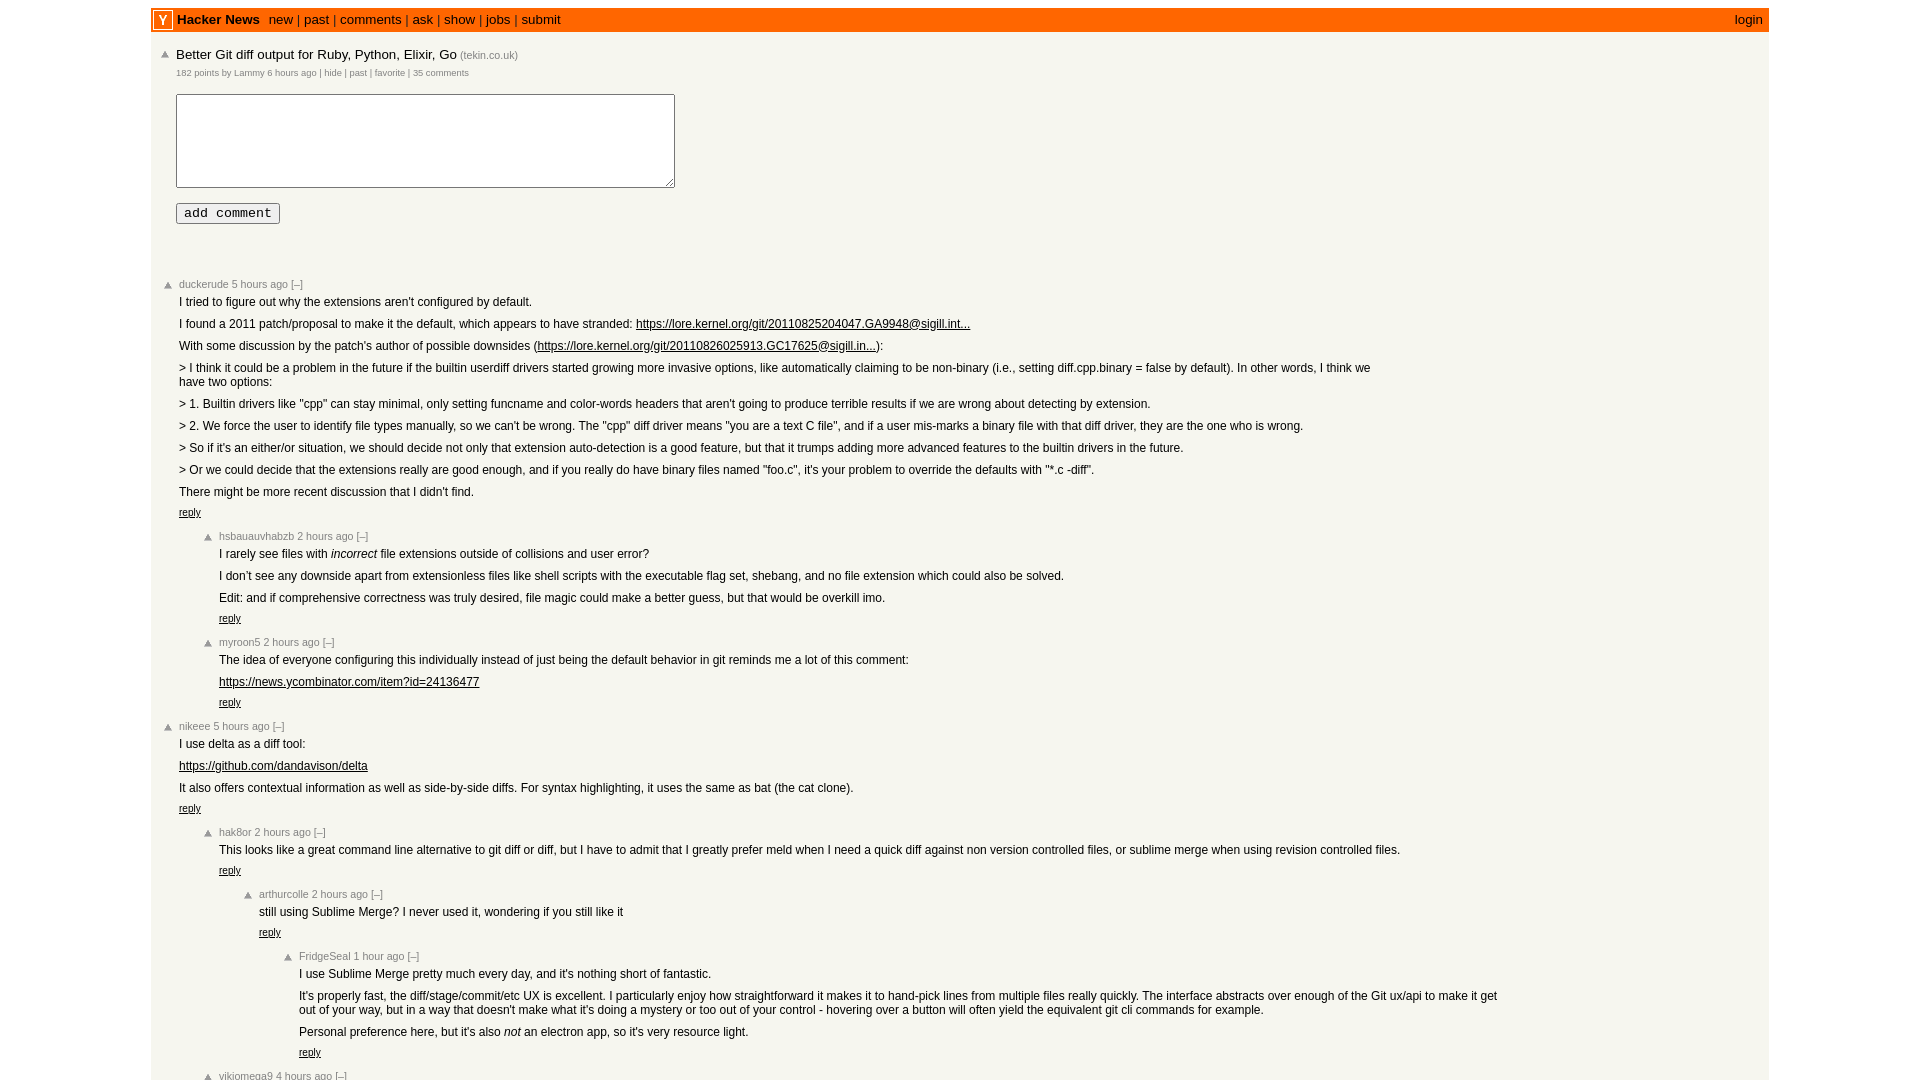 Y Hacker News new | past | comments | ask | show | jobs | submit login
Better Git diff output for Ruby, Python, Elixir, Go (tekin.co.uk)
182 points by Lammy 6 hours ago | hide | past | favorite | 35 comments
add comment
duckerude 5 hours ago [–]
I tried to figure out why the extensions aren't configured by default.
I found a 2011 patch/proposal to make it the default, which appears to have stranded: https://lore.kernel.org/git/20110825204047.GA9948@sigill.int...
With some discussion by the patch's author of possible downsides (https://lore.kernel.org/git/20110826025913.GC17625@sigill.in...):
> I think it could be a problem in the future if the builtin userdiff drivers started growing more invasive options, like automatically claiming to be non-binary (i.e., setting diff.cpp.binary = false by default). In other words, I think we
have two options:
> 1. Builtin drivers like "cpp" can stay minimal, only setting funcname and color-words headers that aren't going to produce terrible results if we are wrong about detecting by extension.
> 2. We force the user to identify file types manually, so we can't be wrong. The "cpp" diff driver means "you are a text C file", and if a user mis-marks a binary file with that diff driver, they are the one who is wrong.
> So if it's an either/or situation, we should decide not only that extension auto-detection is a good feature, but that it trumps adding more advanced features to the builtin drivers in the future.
> Or we could decide that the extensions really are good enough, and if you really do have binary files named "foo.c", it's your problem to override the defaults with "*.c -diff".
There might be more recent discussion that I didn't find.
reply
hsbauauvhabzb 2 hours ago [–]
I rarely see files with incorrect file extensions outside of collisions and user error?
I don't see any downside apart from extensionless files like shell scripts with the executable flag set, shebang, and no file extension which could also be solved.
Edit: and if comprehensive correctness was truly desired, file magic could make a better guess, but that would be overkill imo.
reply
myroon5 2 hours ago [–]
The idea of everyone configuring this individually instead of just being the default behavior in git reminds me a lot of this comment:
https://news.ycombinator.com/item?id=24136477
reply
nikeee 5 hours ago [–]
I use delta as a diff tool:
https://github.com/dandavison/delta
It also offers contextual information as well as side-by-side diffs. For syntax highlighting, it uses the same as bat (the cat clone).
reply
hak8or 2 hours ago [–]
This looks like a great command line alternative to git diff or diff, but I have to admit that I greatly prefer meld when I need a quick diff against non version controlled files, or sublime merge when using revision controlled files.
reply
arthurcolle 2 hours ago [–]
still using Sublime Merge? I never used it, wondering if you still like it
reply
FridgeSeal 1 hour ago [–]
I use Sublime Merge pretty much every day, and it's nothing short of fantastic.
It's properly fast, the diff/stage/commit/etc UX is excellent. I particularly enjoy how straightforward it makes it to hand-pick lines from multiple files really quickly. The interface abstracts over enough of the Git ux/api to make it get
out of your way, but in a way that doesn't make what it's doing a mystery or too out of your control - hovering over a button will often yield the equivalent git cli commands for example.
Personal preference here, but it's also not an electron app, so it's very resource light.
reply
vikiomega9 4 hours ago [–]